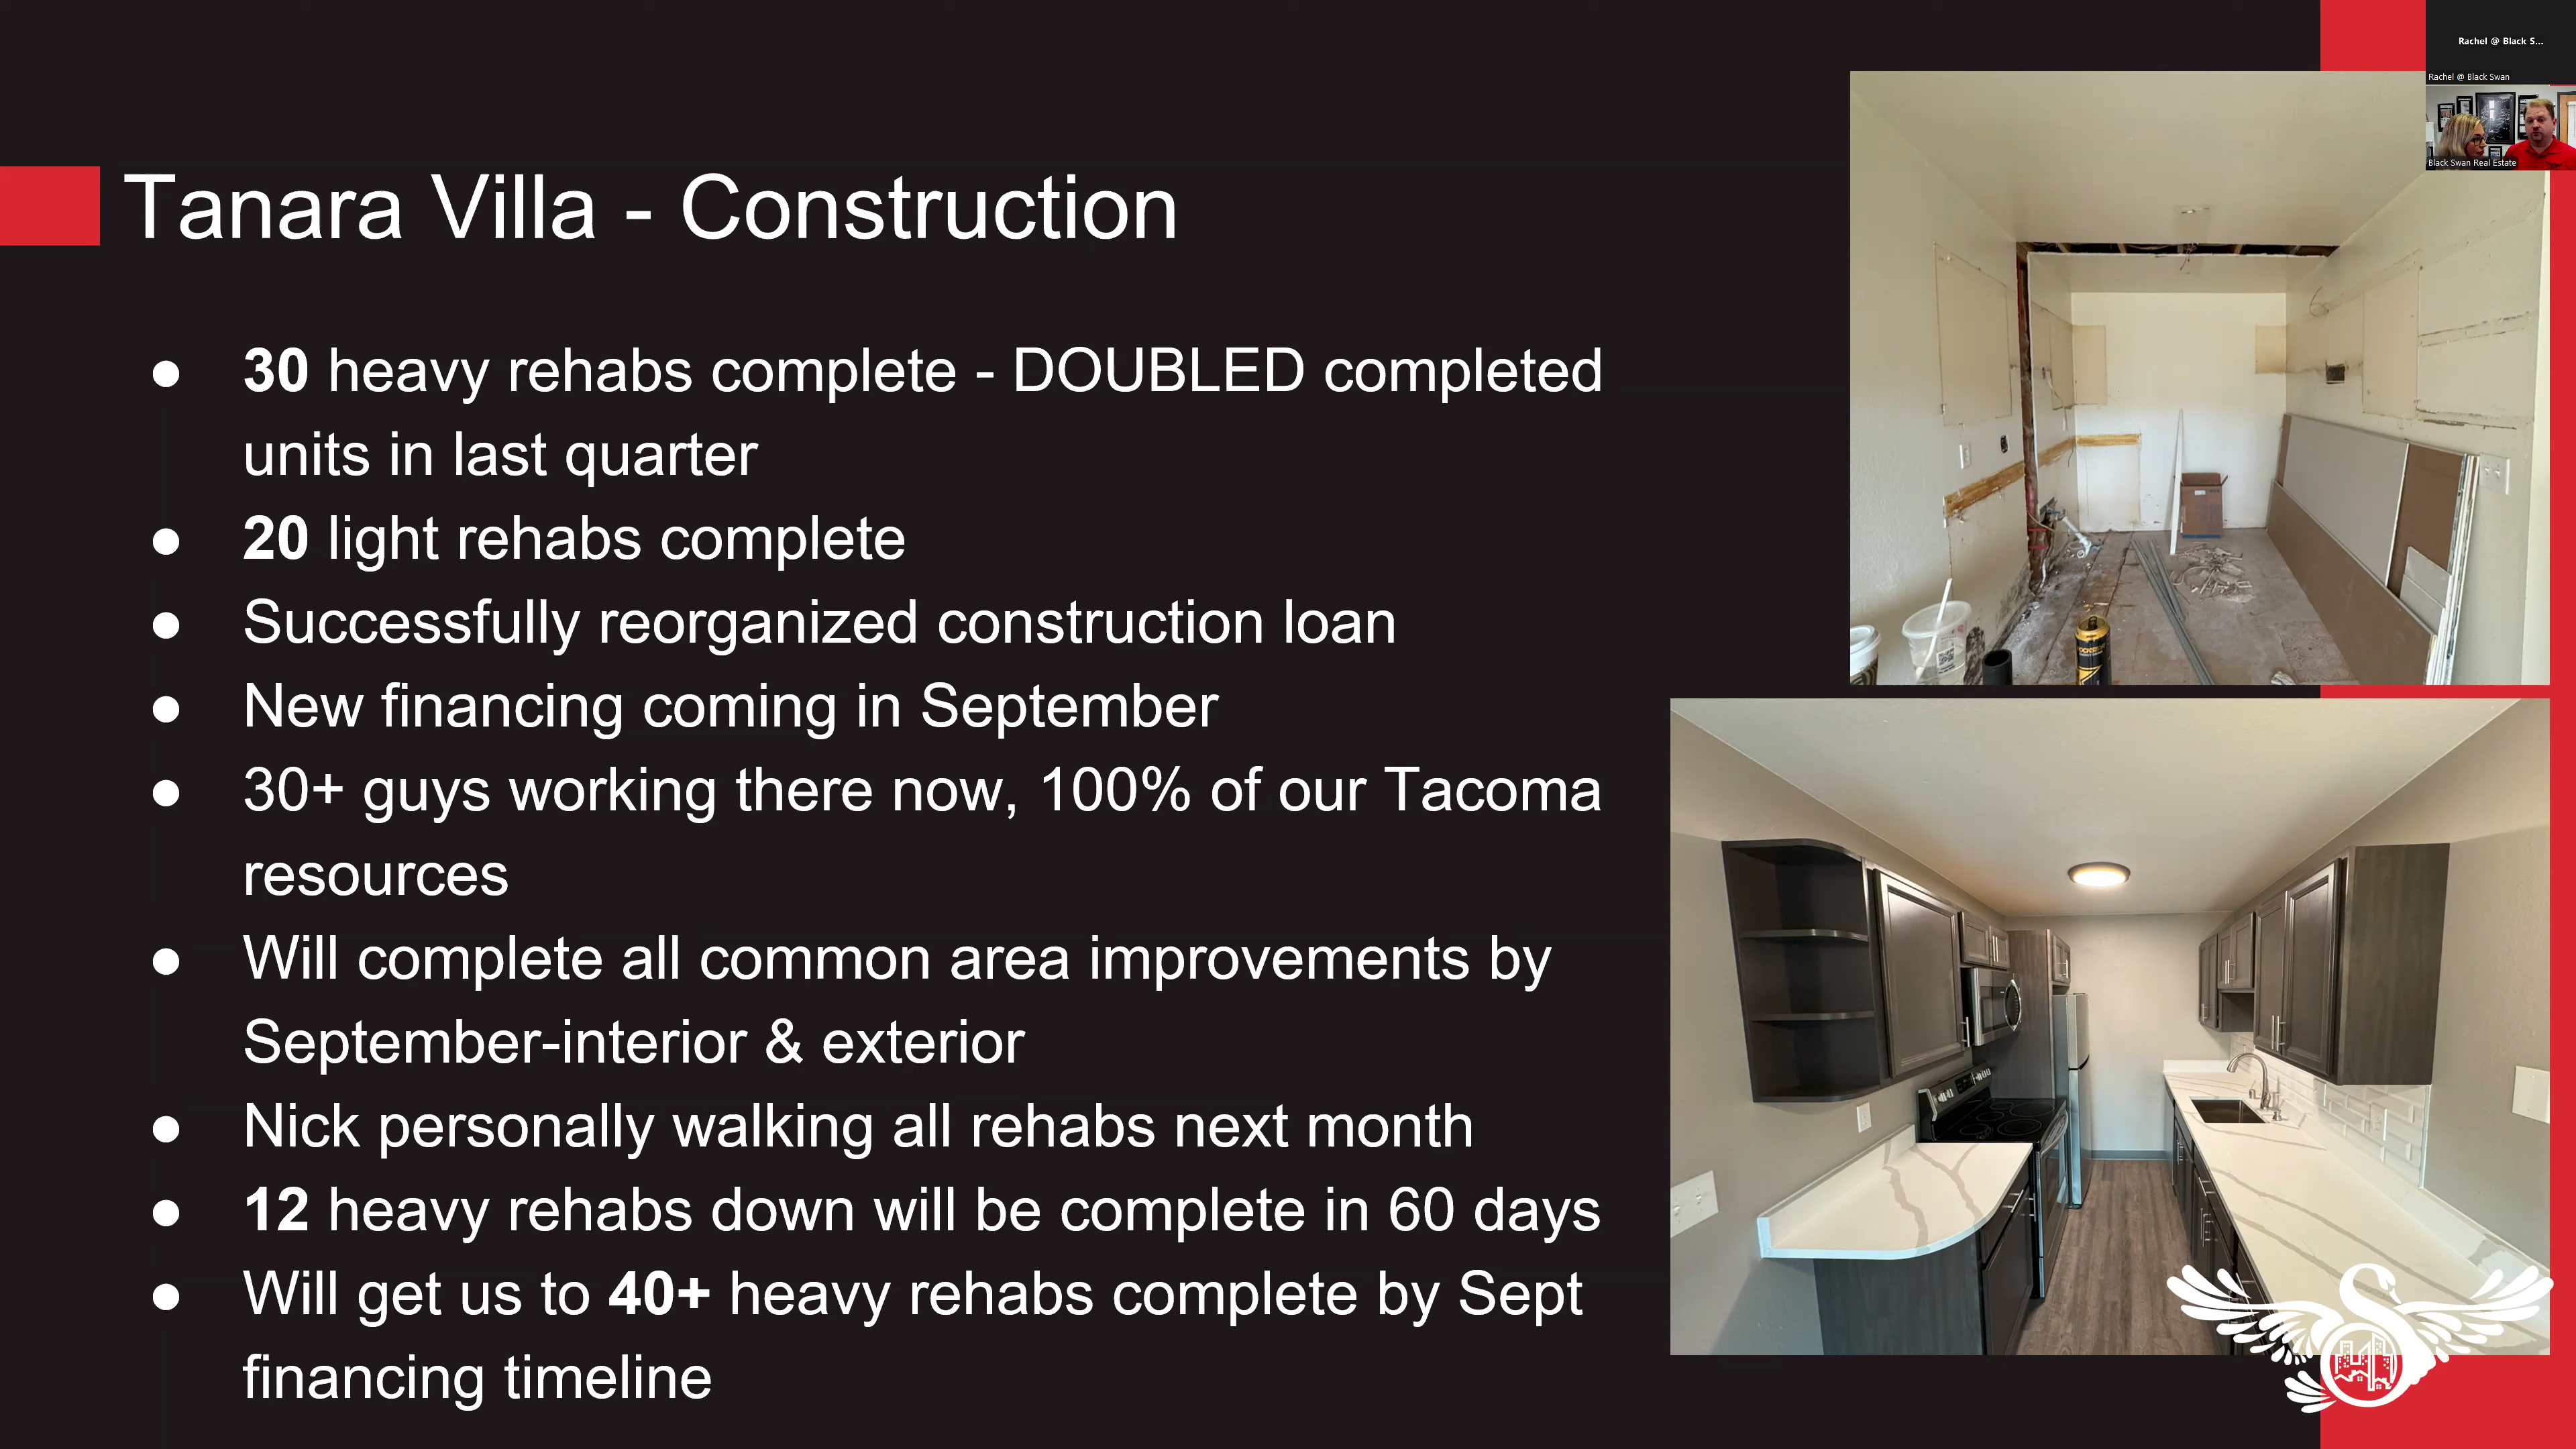 Rachel @ Black S...
Rachel @ Black Swan
Black Swan Real Estate
Tanara Villa - Construction
● 30 heavy rehabs complete - DOUBLED completed
units in last quarter
● 20 light rehabs complete
● Successfully reorganized construction loan
● New financing coming in September
● 30+ guys working there now, 100% of our Tacoma
resources
● Will complete all common area improvements by
September-interior & exterior
● Nick personally walking all rehabs next month
● 12 heavy rehabs down will be complete in 60 days
● Will get us to 40+ heavy rehabs complete by Sept
financing timeline